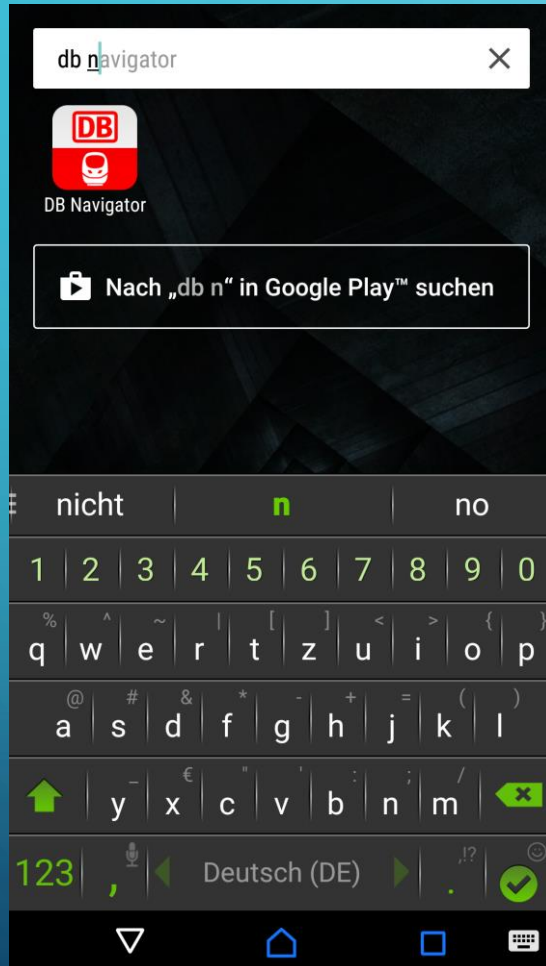 db navigator
DB
DB Navigator
Nach „db n“ in Google Play™ suchen
nicht n no
1 2 3 4 5 6 7 8 9 0
% ^ ~ | [ ] < > { }
q w e r t z u i o p
@ # & * - + = ( )
a s d f g h j k l
_ € " ' : ; /
y x c v b n m
,!?
123 , Deutsch (DE) .